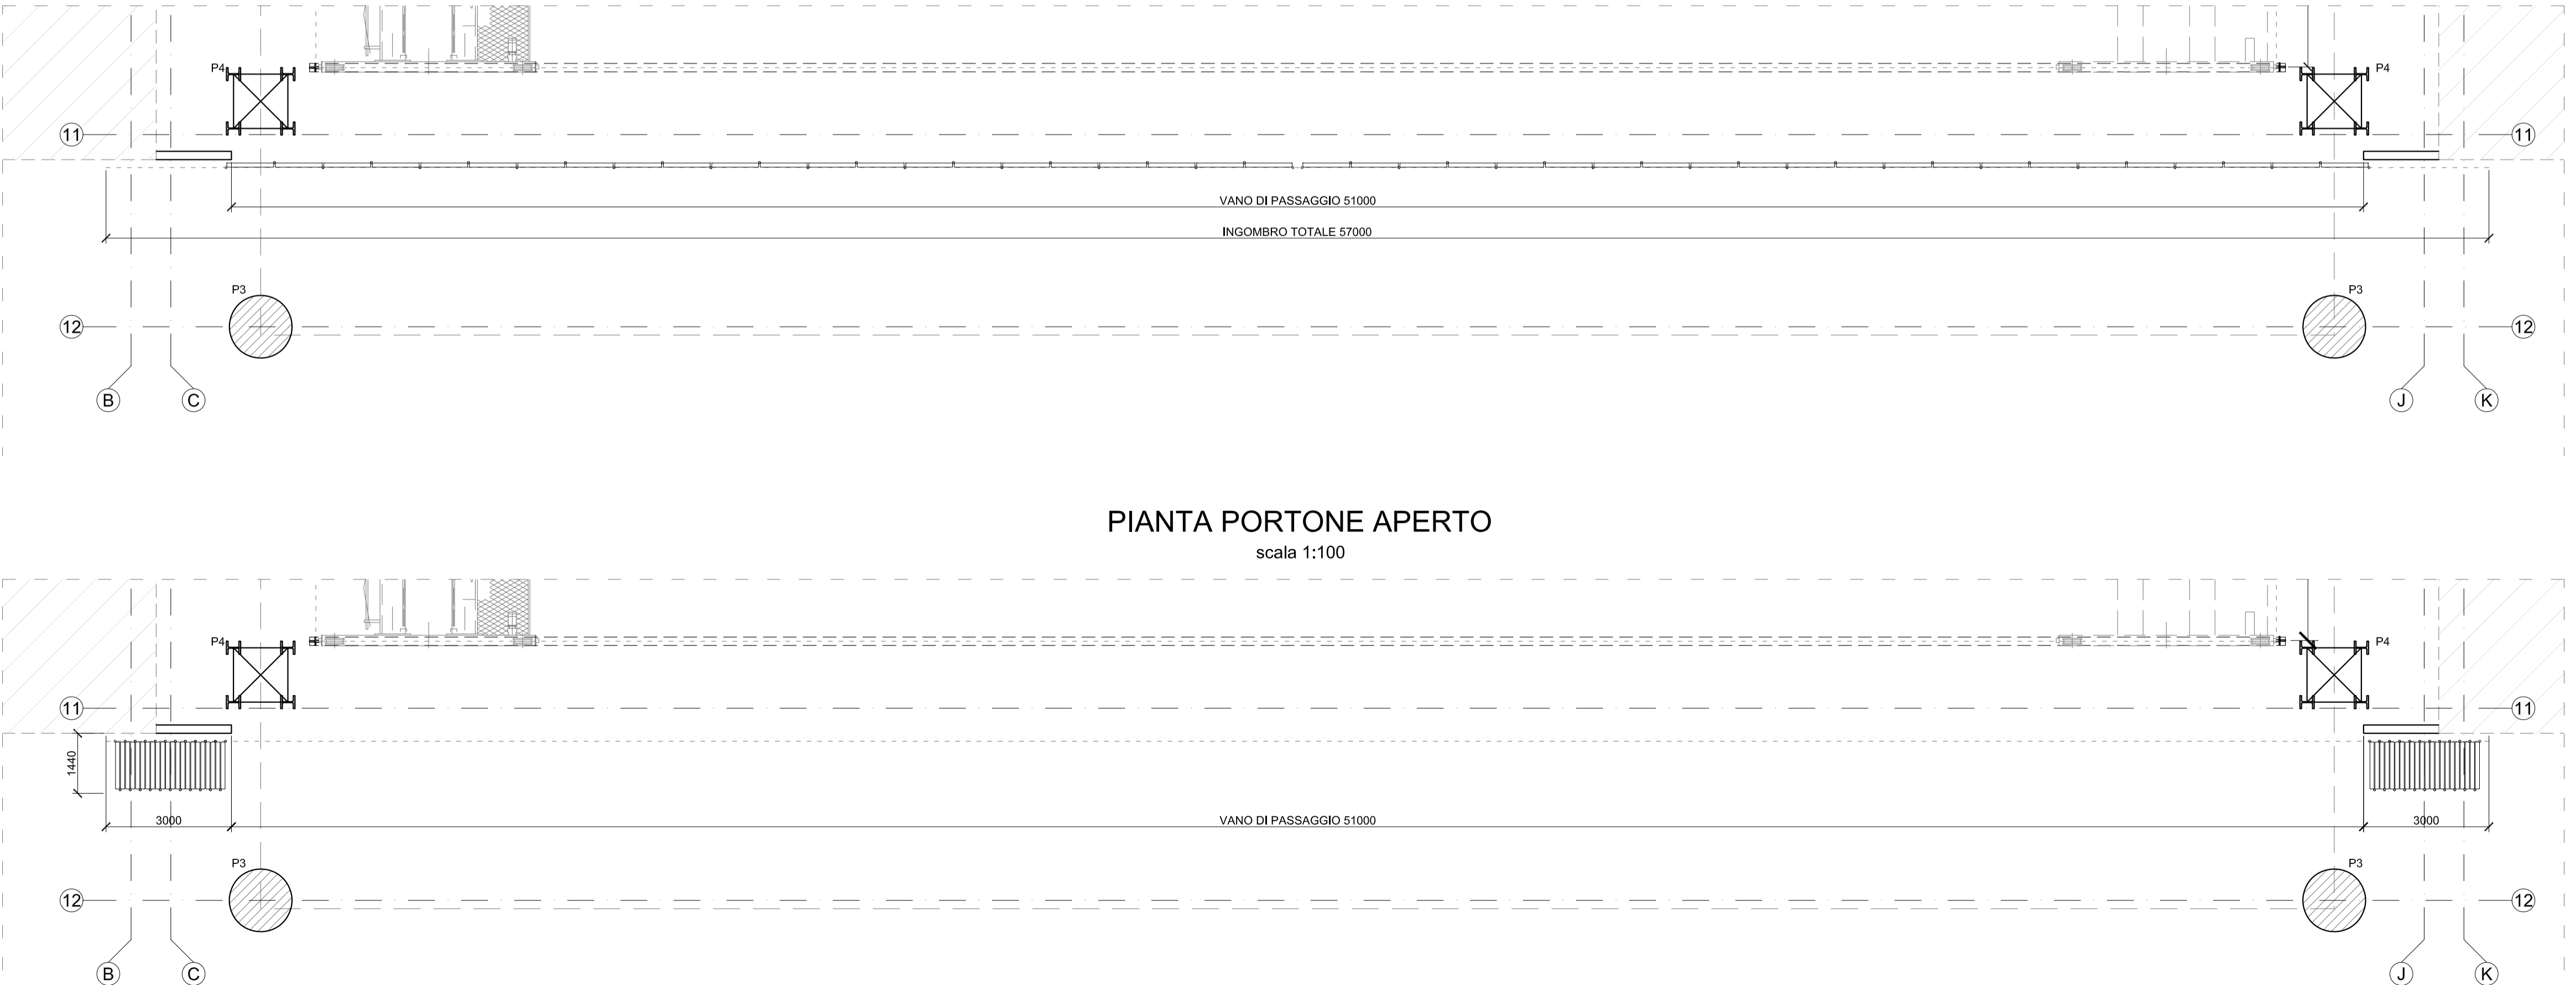 P4
P4
11
11
VANO DI PASSAGGIO 51000
INGOMBRO TOTALE 57000
P3
P3
12
12
B
C
J
K
PIANTA PORTONE APERTO
scala 1:100
P4
P4
11
11
1440
3000
VANO DI PASSAGGIO 51000
3000
P3
P3
12
12
B
C
J
K